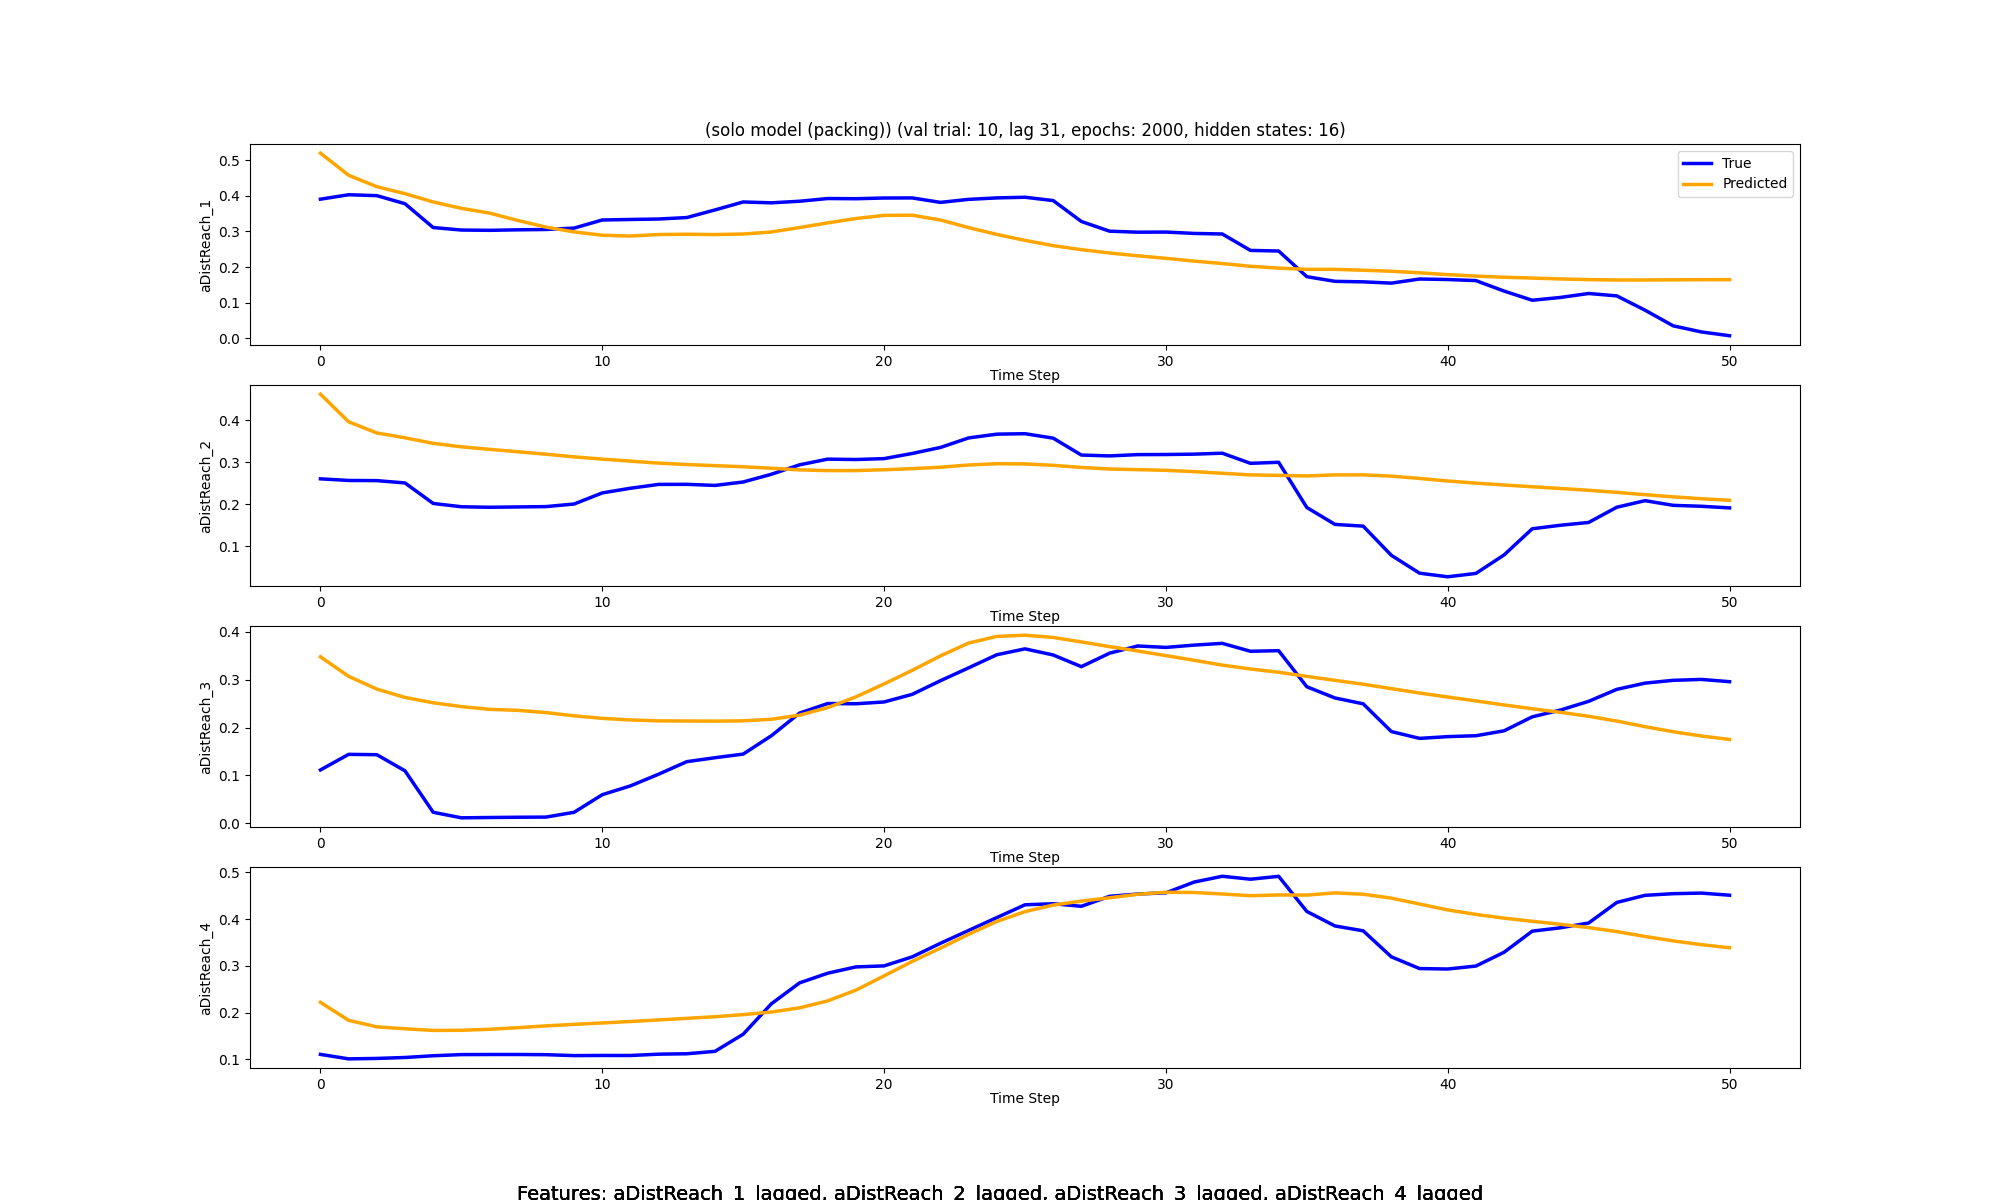 (solo model (packing)) (val trial: 10, lag 31, epochs: 2000, hidden states: 16)
aDistReach_1
0.5
0.4
0.3
0.2
0.1
0.0
True
Predicted
0 10 20 30 40 50
Time Step
aDistReach_2
0.4
0.3
0.2
0.1
0 10 20 30 40 50
Time Step
aDistReach_3
0.4
0.3
0.2
0.1
0.0
0 10 20 30 40 50
Time Step
aDistReach_4
0.5
0.4
0.3
0.2
0.1
0 10 20 30 40 50
Time Step
Features: aDistReach_1_lagged, aDistReach_2_lagged, aDistReach_3_lagged, aDistReach_4_lagged